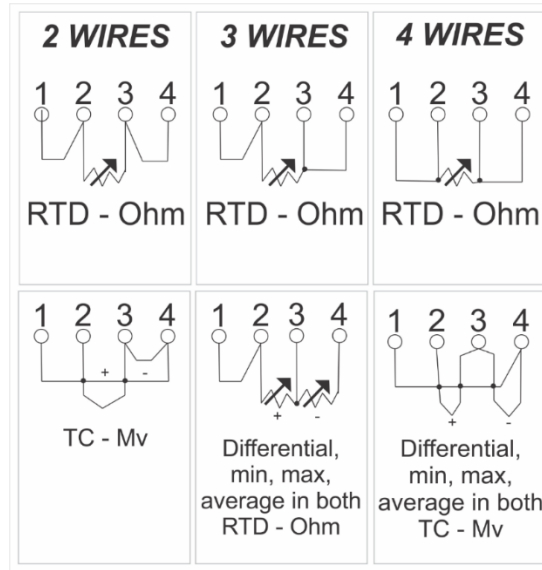 2 WIRES
1 2 3 4
RTD - Ohm
3 WIRES
1 2 3 4
RTD - Ohm
4 WIRES
1 2 3 4
RTD - Ohm
1 2 3 4
+ -
TC - Mv
1 2 3 4
+ -
Differential,
min, max,
average in both
RTD - Ohm
1 2 3 4
+ -
Differential,
min, max,
average in both
TC - Mv